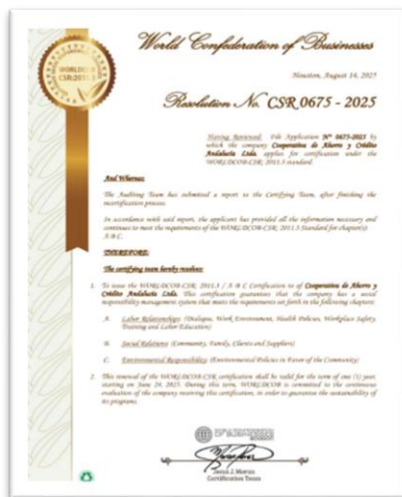 WORLDCOB
CSR:2011.3
World Confederation of Businesses
Houston, August 14, 2025
Resolution No. CSR 0675 - 2025
Having Reviewed: File Application Nº 0675-2025 by
which the company Cooperativa de Ahorro y
Crédito Andalucía Ltda. applies for certification under the
WORLDCOB-CSR: 2011.3 standard.
And Whereas:
The Auditing Team has submitted a report to the Certifying Team, after finishing the
recertification process.
In accordance with said report, the applicant has provided all the information necessary and
continues to meet the requirements of the WORLDCOB-CSR: 2011.3 Standard for chapter(s)
A B C.
THEREFORE:
The certifying team hereby resolves:
1. To issue the WORLDCOB-CSR: 2011.3 / A B C Certification to of Cooperativa de Ahorro y
Crédito Andalucía Ltda. This certification guarantees that the company has a social
responsibility management system that meets the requirements set forth in the following chapters:
A. Labor Relationships: (Dialogue, Work Environment, Health Policies, Workplace Safety,
Training and Labor Education)
B. Social Relations: (Community, Family, Clients and Suppliers)
C. Environmental Responsibility: (Environmental Policies in Favor of the Community)
2. This renewal of the WORLDCOB-CSR certification shall be valid for the term of one (1) year,
starting on June 24, 2025. During this term, WORLDCOB is committed to the continuous
evaluation of the company receiving this certification, in order to guarantee the sustainability of
its programs.
WORLD CONFEDERATION
OF BUSINESSES
Jesús J. Morán
Certification Team